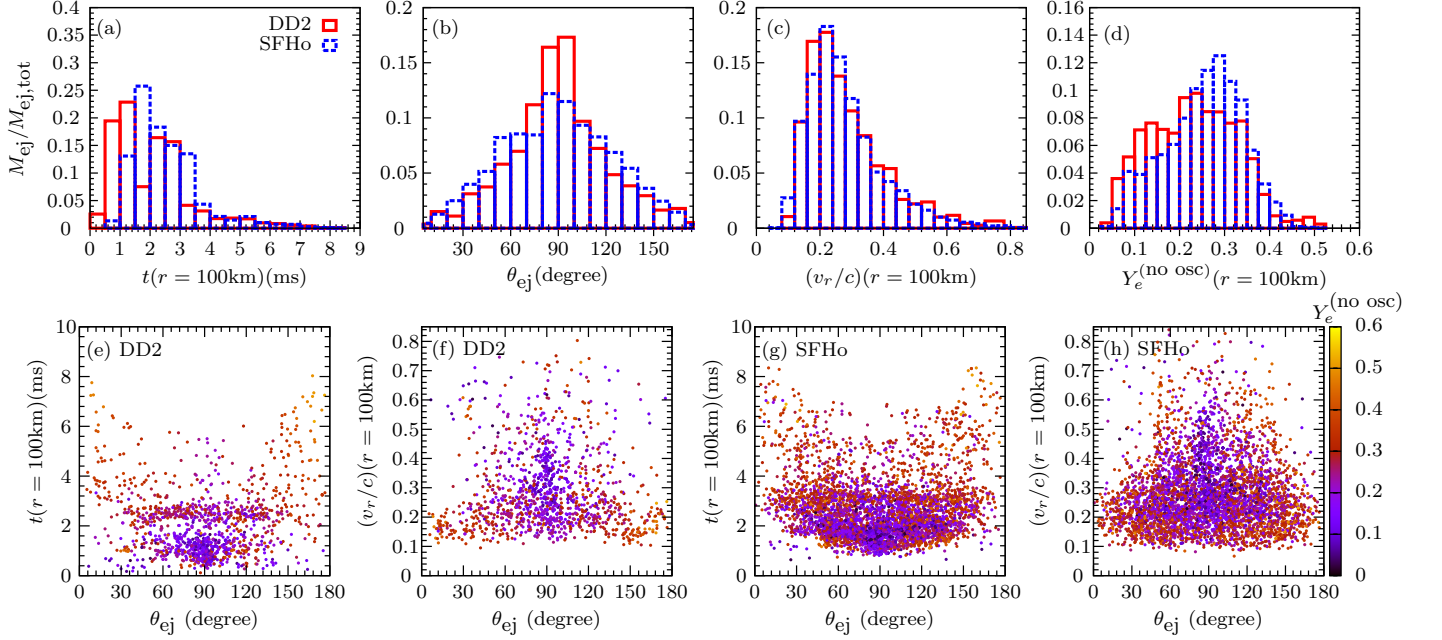 (a)
DD2
SFHo
M_ej/M_ej,tot
0.4
0.35
0.3
0.25
0.2
0.15
0.1
0.05
0
0 1 2 3 4 5 6 7 8 9
t(r = 100km)(ms)
(b)
0.2
0.15
0.1
0.05
0
30 60 90 120 150
θ_ej(degree)
(c)
0.2
0.15
0.1
0.05
0
0 0.2 0.4 0.6 0.8
(v_r/c)(r = 100km)
(d)
0.16
0.14
0.12
0.1
0.08
0.06
0.04
0.02
0
0 0.1 0.2 0.3 0.4 0.5 0.6
Y_e^(no osc)(r = 100km)
(e) DD2
t(r = 100km)(ms)
10
8
6
4
2
0
0 30 60 90 120 150 180
θ_ej (degree)
(f) DD2
(v_r/c)(r = 100km)
0.8
0.7
0.6
0.5
0.4
0.3
0.2
0.1
0
0 30 60 90 120 150 180
θ_ej (degree)
(g) SFHo
t(r = 100km)(ms)
10
8
6
4
2
0
0 30 60 90 120 150 180
θ_ej (degree)
(h) SFHo
(v_r/c)(r = 100km)
0.8
0.7
0.6
0.5
0.4
0.3
0.2
0.1
0
0 30 60 90 120 150 180
θ_ej (degree)
Y_e^(no osc)
0.6
0.5
0.4
0.3
0.2
0.1
0